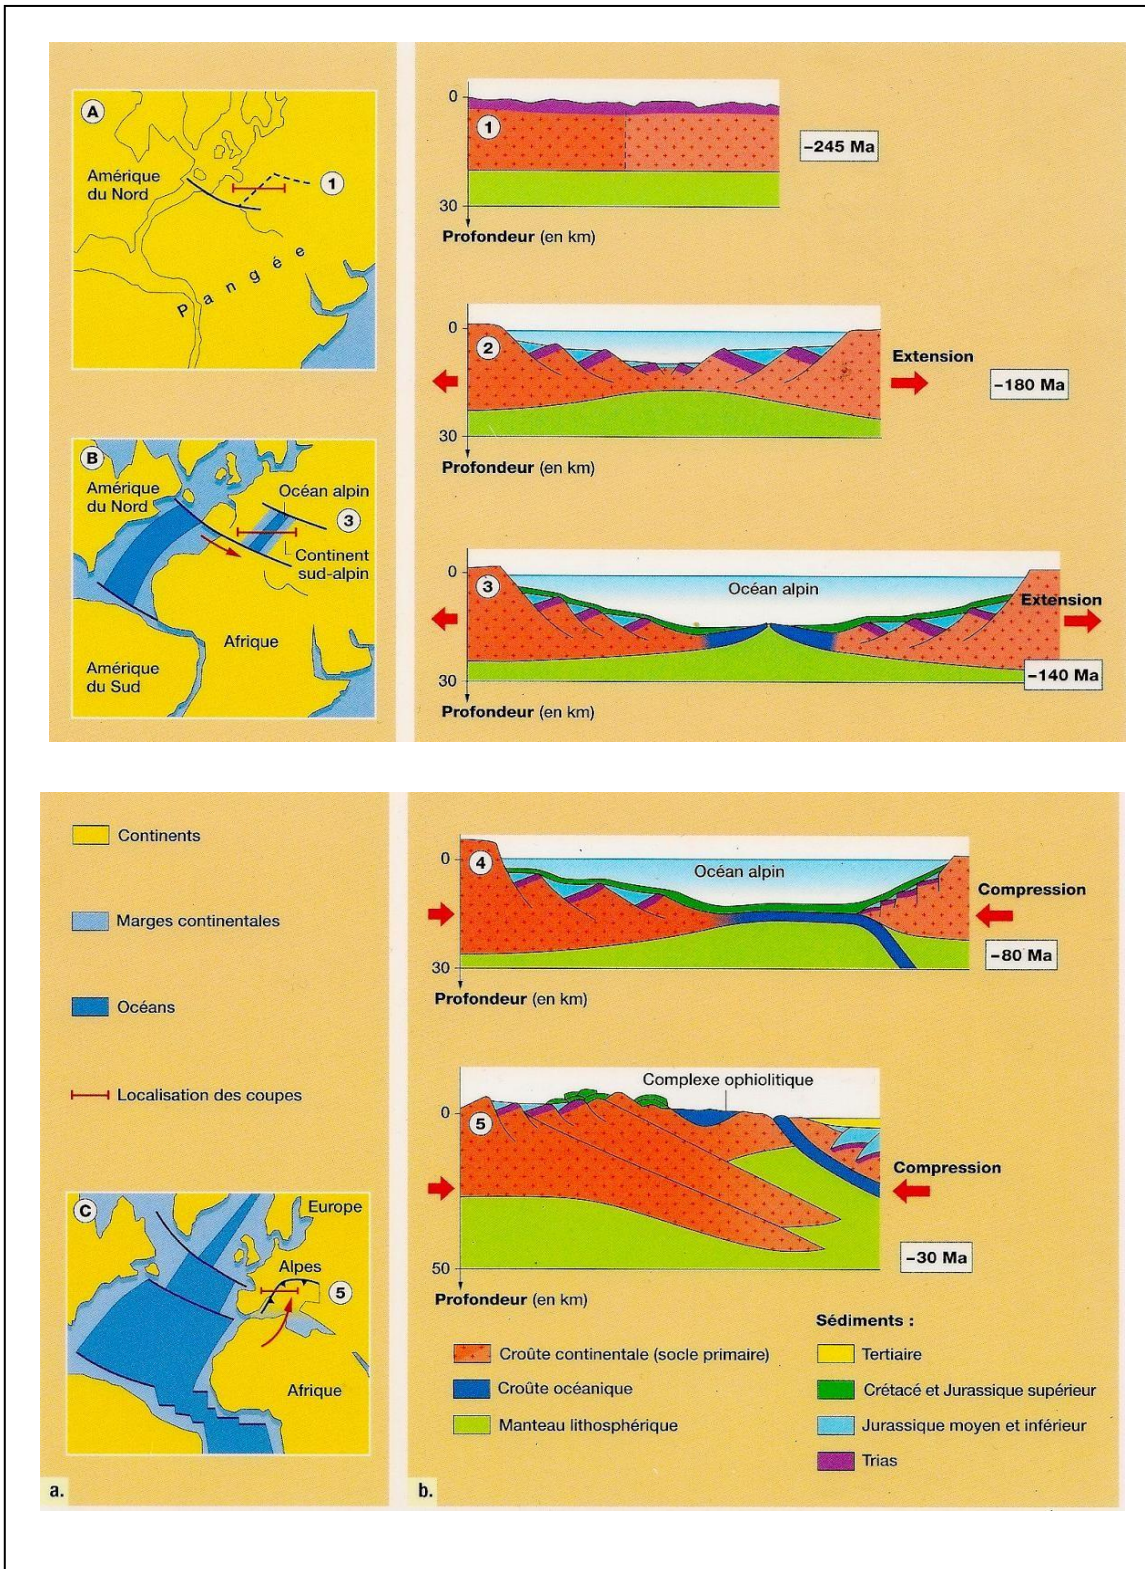 A
Amérique
du Nord
1
Pangée
0
1
–245 Ma
30
Profondeur (en km)
0
2
Extension
–180 Ma
30
Profondeur (en km)
B
Amérique
du Nord
Océan alpin
3
Continent
sud-alpin
Afrique
Amérique
du Sud
0
3
Océan alpin
Extension
30
–140 Ma
Profondeur (en km)
Continents
Marges continentales
Océans
Localisation des coupes
0
4
Océan alpin
Compression
–80 Ma
30
Profondeur (en km)
Complexe ophiolitique
0
5
Compression
–30 Ma
50
Profondeur (en km)
C
Europe
Alpes
5
Afrique
Croûte continentale (socle primaire)
Croûte océanique
Manteau lithosphérique
Sédiments :
Tertiaire
Crétacé et Jurassique supérieur
Jurassique moyen et inférieur
Trias
a.
b.